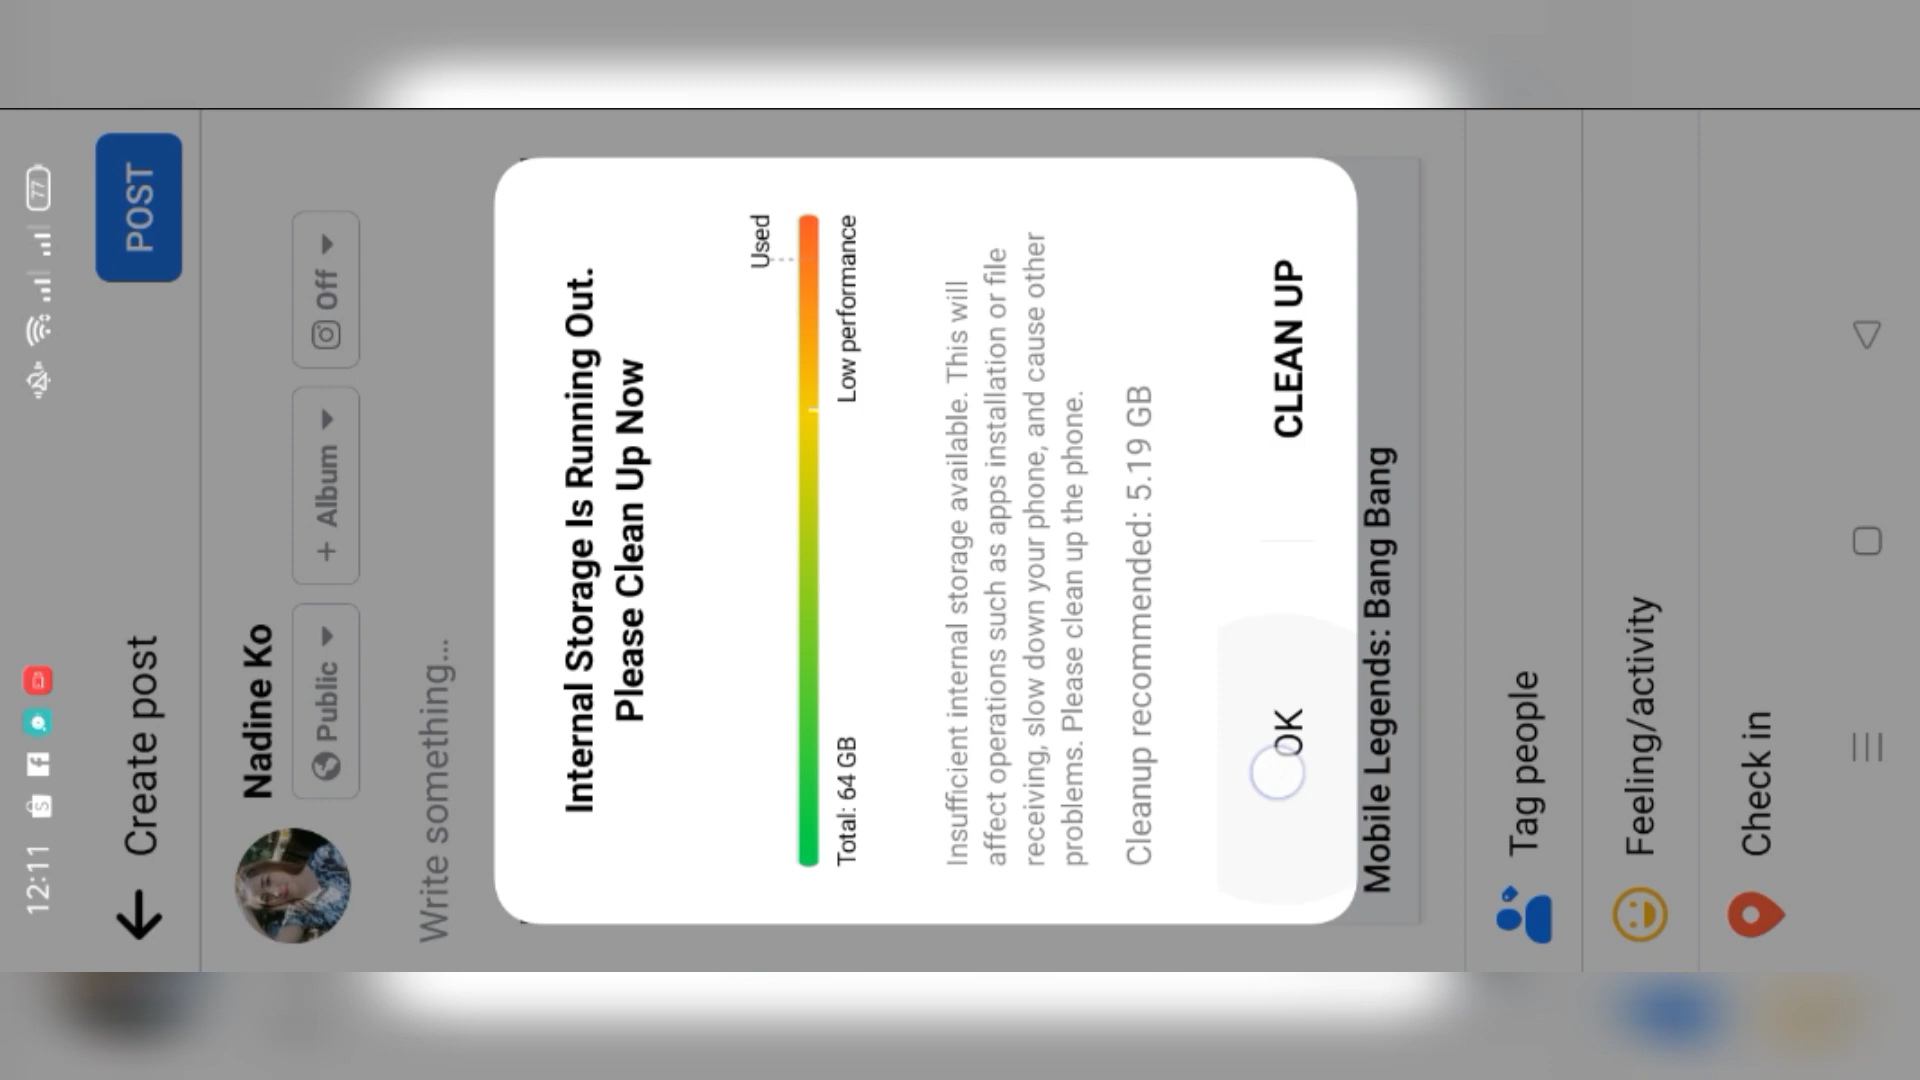 12:11
77
Create post
POST
Nadine Ko
Public
+ Album
Off
Write something...
Internal Storage Is Running Out.
Please Clean Up Now
Used
Total: 64 GB
Low performance
Insufficient internal storage available. This will
affect operations such as apps installation or file
receiving, slow down your phone, and cause other
problems. Please clean up the phone.
Cleanup recommended: 5.19 GB
OK
CLEAN UP
Mobile Legends: Bang Bang
Tag people
Feeling/activity
Check in